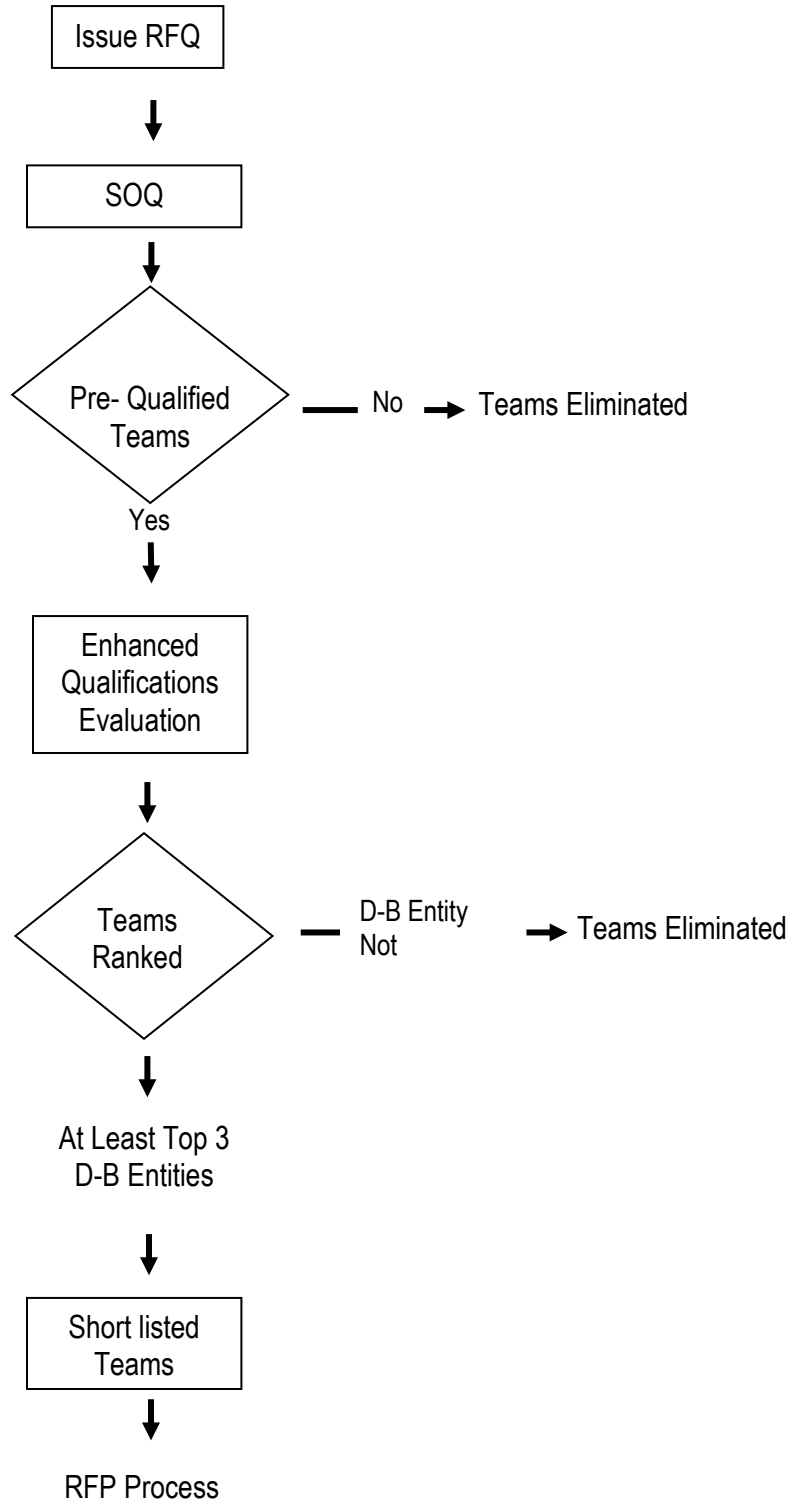 Issue RFQ
SOQ
Pre- Qualified
Teams
No
Teams Eliminated
Yes
Enhanced
Qualifications
Evaluation
Teams
Ranked
D-B Entity
Not
Teams Eliminated
At Least Top 3
D-B Entities
Short listed
Teams
RFP Process